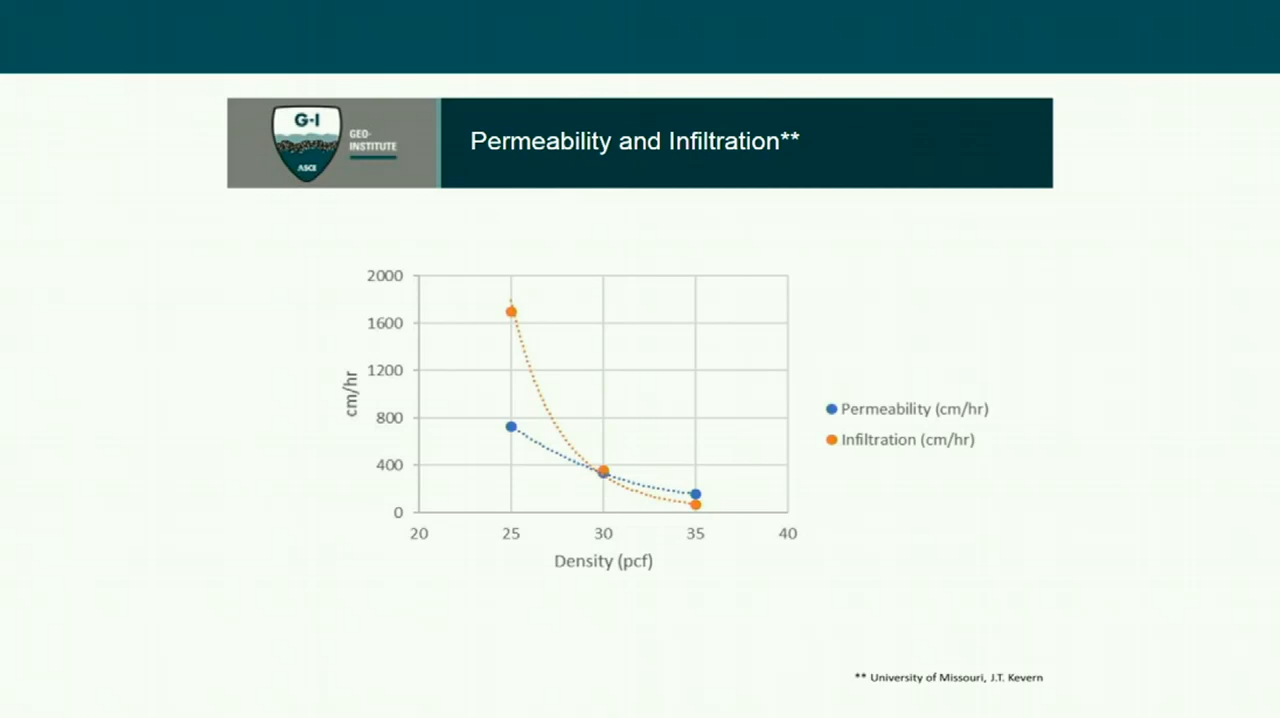 G-I
GEO-
INSTITUTE
ASCE
Permeability and Infiltration**
2000
1600
1200
800
400
0
cm/hr
20 25 30 35 40
Density (pcf)
Permeability (cm/hr)
Infiltration (cm/hr)
** University of Missouri, J.T. Kevern